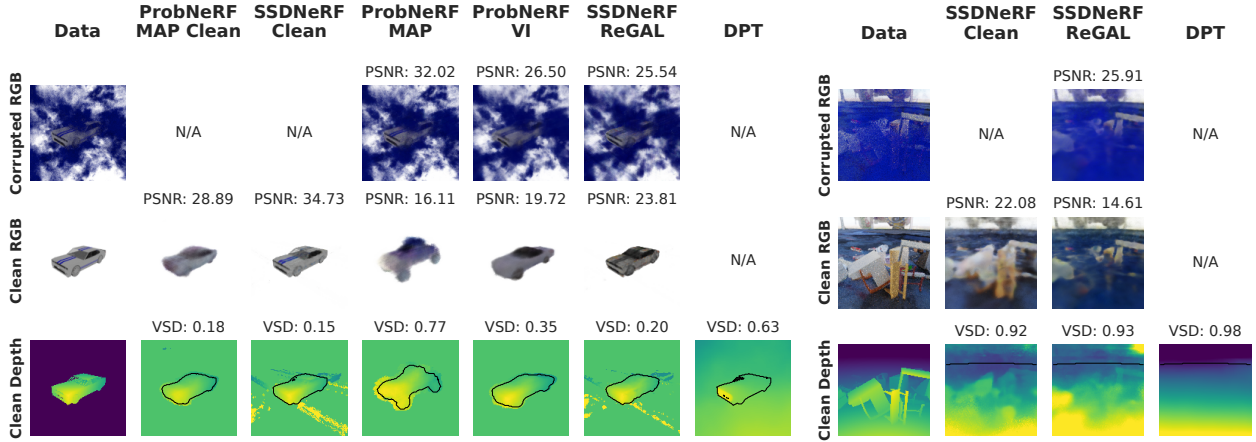 Data
ProbNeRF
MAP Clean
SSDNeRF
Clean
ProbNeRF
MAP
ProbNeRF
VI
SSDNeRF
ReGAL
DPT
Corrupted RGB
PSNR: 32.02
PSNR: 26.50
PSNR: 25.54
N/A
N/A
N/A
Clean RGB
PSNR: 28.89
PSNR: 34.73
PSNR: 16.11
PSNR: 19.72
PSNR: 23.81
N/A
Clean Depth
VSD: 0.18
VSD: 0.15
VSD: 0.77
VSD: 0.35
VSD: 0.20
VSD: 0.63
Data
SSDNeRF
Clean
SSDNeRF
ReGAL
DPT
Corrupted RGB
PSNR: 25.91
N/A
N/A
Clean RGB
PSNR: 22.08
PSNR: 14.61
N/A
Clean Depth
VSD: 0.92
VSD: 0.93
VSD: 0.98